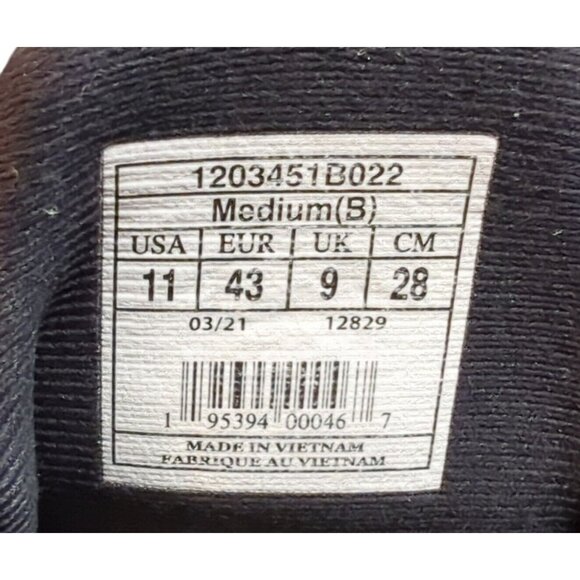 1203451B022
Medium(B)
USA EUR UK CM
11 43 9 28
03/21 12829
1 95394 00046 7
MADE IN VIETNAM
FABRIQUE AU VIETNAM